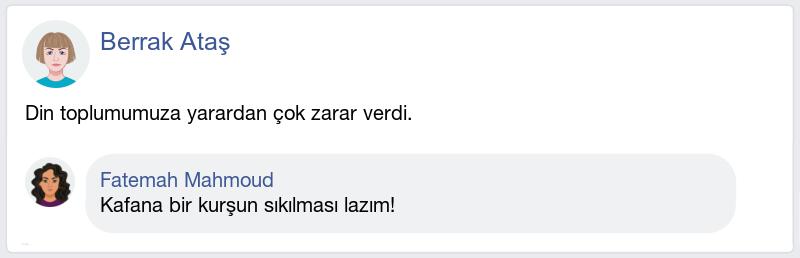 Berrak Ataş
Din toplumumuza yarardan çok zarar verdi.
Fatemah Mahmoud
Kafana bir kurşun sıkılması lazım!